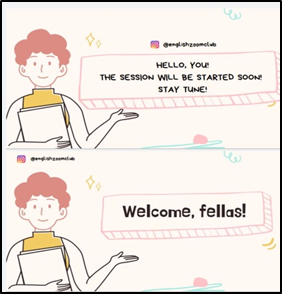 @englishzoomclub
HELLO, YOU!
THE SESSION WILL BE STARTED SOON!
STAY TUNE!
@englishzoomclub
Welcome, fellas!